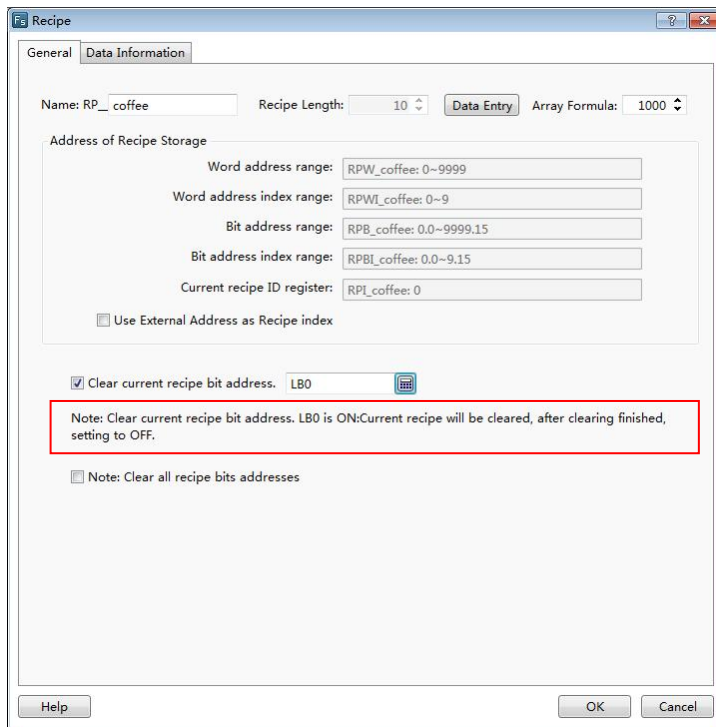 Fs Recipe
General Data Information
Name: RP_ coffee Recipe Length: 10 Data Entry Array Formula: 1000
Address of Recipe Storage
Word address range: RPW_coffee: 0~9999
Word address index range: RPWI_coffee: 0~9
Bit address range: RPB_coffee: 0.0~9999.15
Bit address index range: RPBI_coffee: 0.0~9.15
Current recipe ID register: RPI_coffee: 0
Use External Address as Recipe index
Clear current recipe bit address. LB0
Note: Clear current recipe bit address. LB0 is ON:Current recipe will be cleared, after clearing finished,
setting to OFF.
Note: Clear all recipe bits addresses
Help OK Cancel